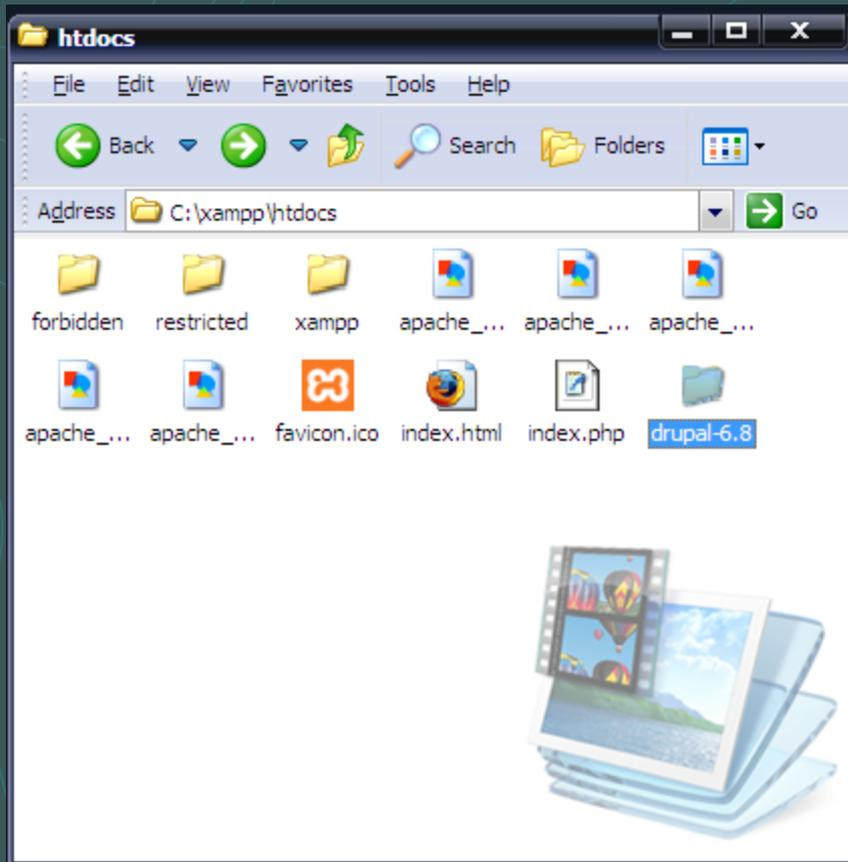 htdocs
File Edit View Favorites Tools Help
Back Search Folders
Address C:\xampp\htdocs Go
forbidden restricted xampp apache_... apache_... apache_...
apache_... apache_... favicon.ico index.html index.php drupal-6.8